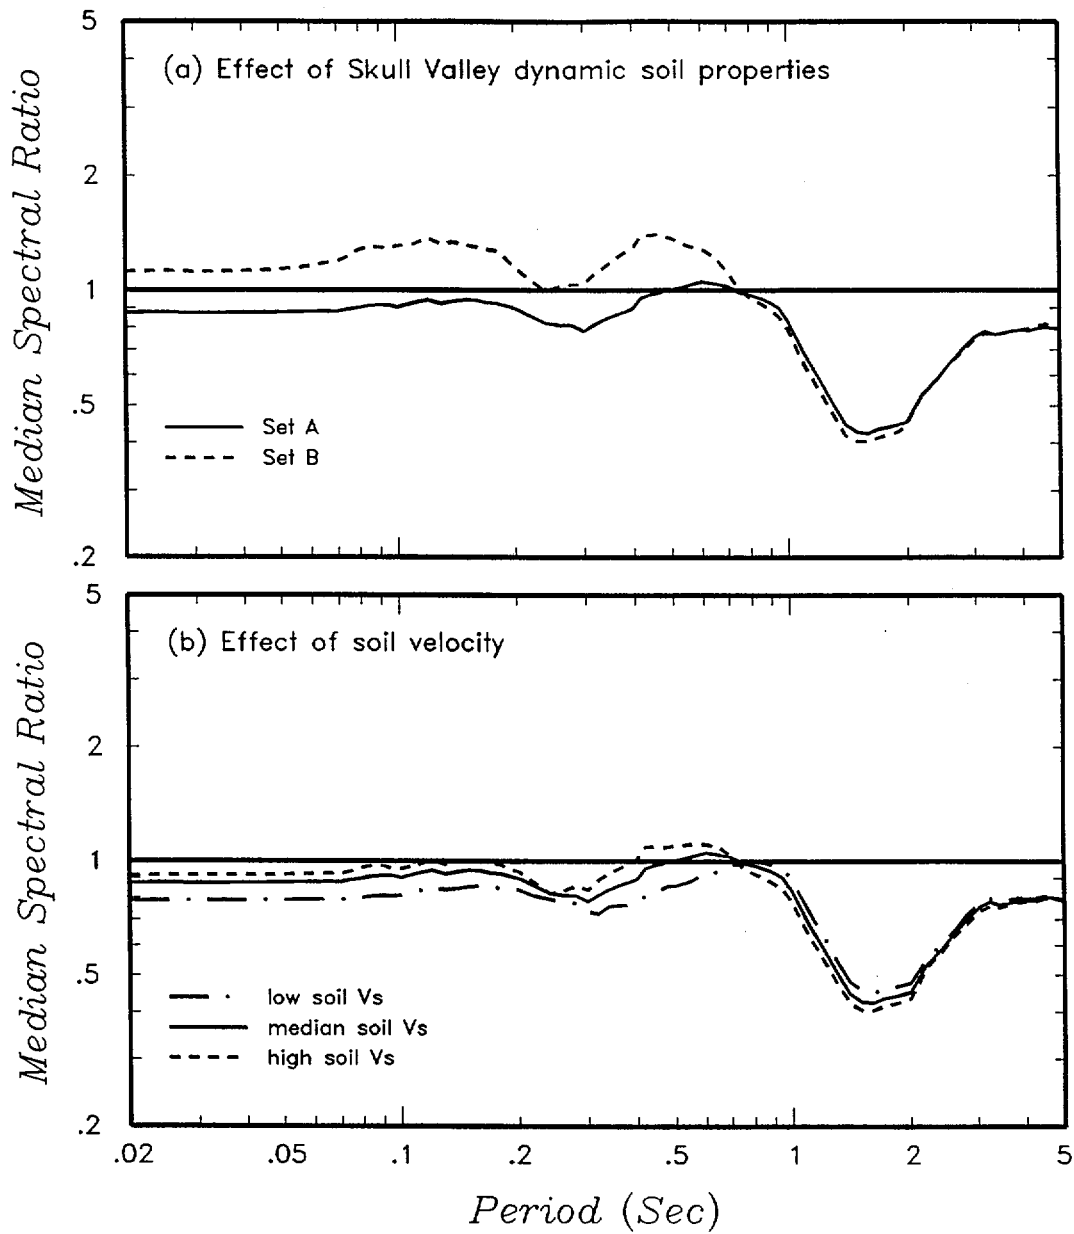 5
(a) Effect of Skull Valley dynamic soil properties
2
1
.5
.2
Median Spectral Ratio
Set A
Set B
5
(b) Effect of soil velocity
2
1
.5
.2
Median Spectral Ratio
low soil Vs
median soil Vs
high soil Vs
.02 .05 .1 .2 .5 1 2 5
Period (Sec)